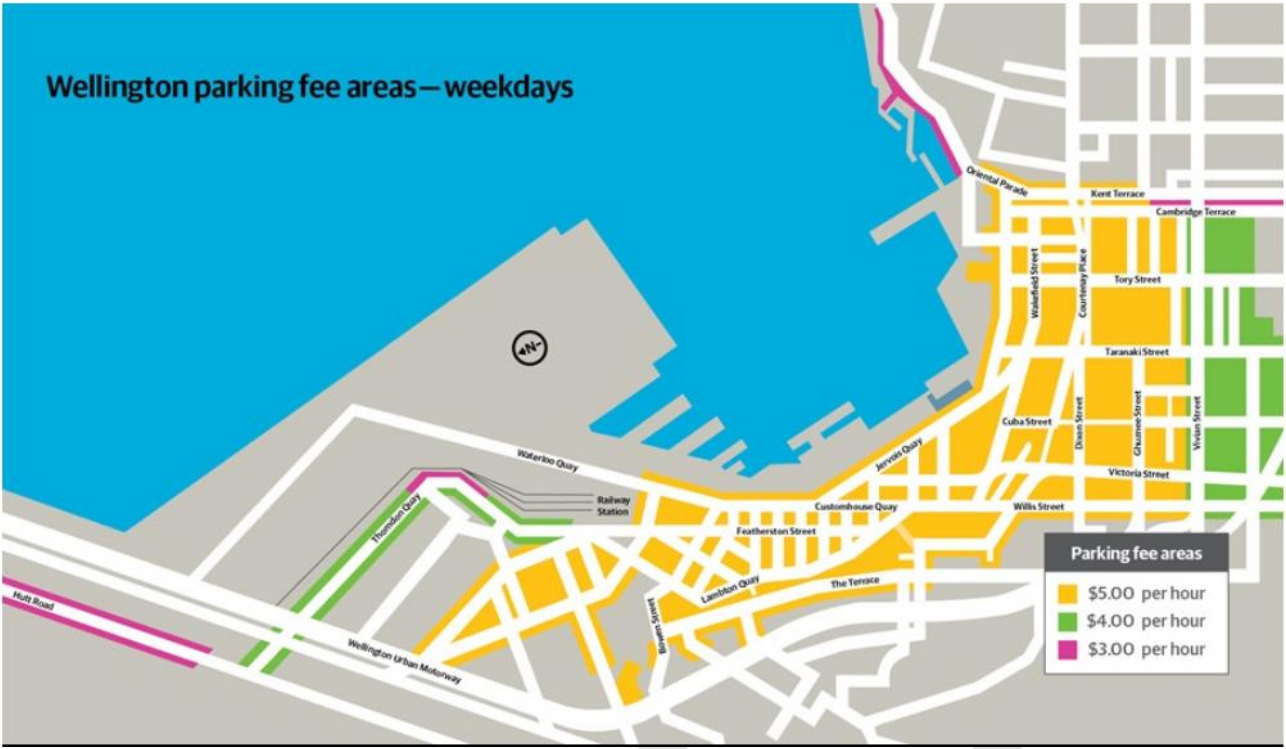 Wellington parking fee areas—weekdays
Oriental Parade
Kent Terrace
Cambridge Terrace
Wakefield Street
Courtenay Place
Tory Street
N
Taranaki Street
Cuba Street
Dixon Street
Ghuznee Street
Vivian Street
Jervois Quay
Waterloo Quay
Victoria Street
Railway
Station
Thorndon Quay
Customhouse Quay
Willis Street
Featherston Street
Lambton Quay
The Terrace
Bowen Street
Hutt Road
Wellington Urban Motorway
Parking fee areas
$5.00 per hour
$4.00 per hour
$3.00 per hour